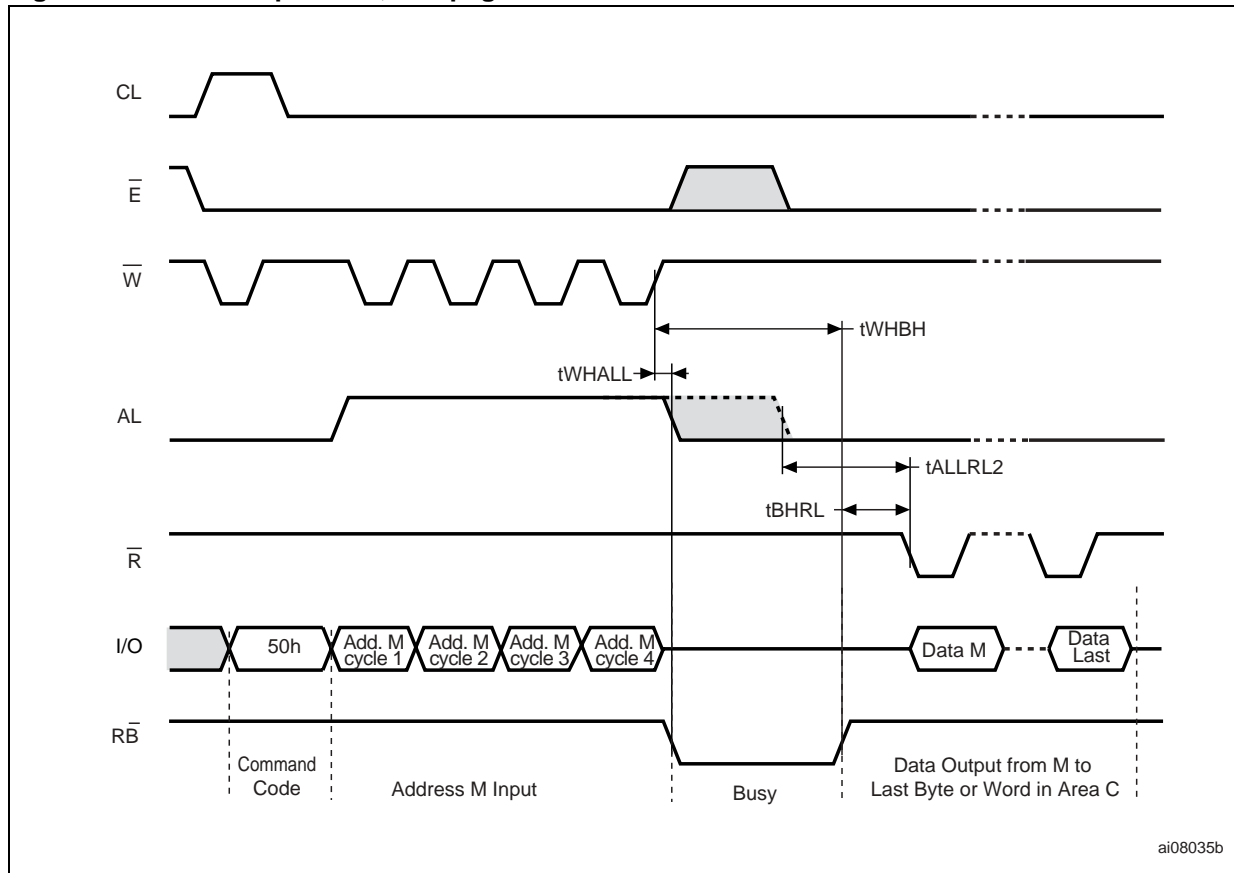 CL
E
W
tWHBH
tWHALL
AL
tALLRL2
tBHRL
R
I/O
50h
Add. M
cycle 1
Add. M
cycle 2
Add. M
cycle 3
Add. M
cycle 4
Data M
Data
Last
RB
Command
Code
Address M Input
Busy
Data Output from M to
Last Byte or Word in Area C
ai08035b